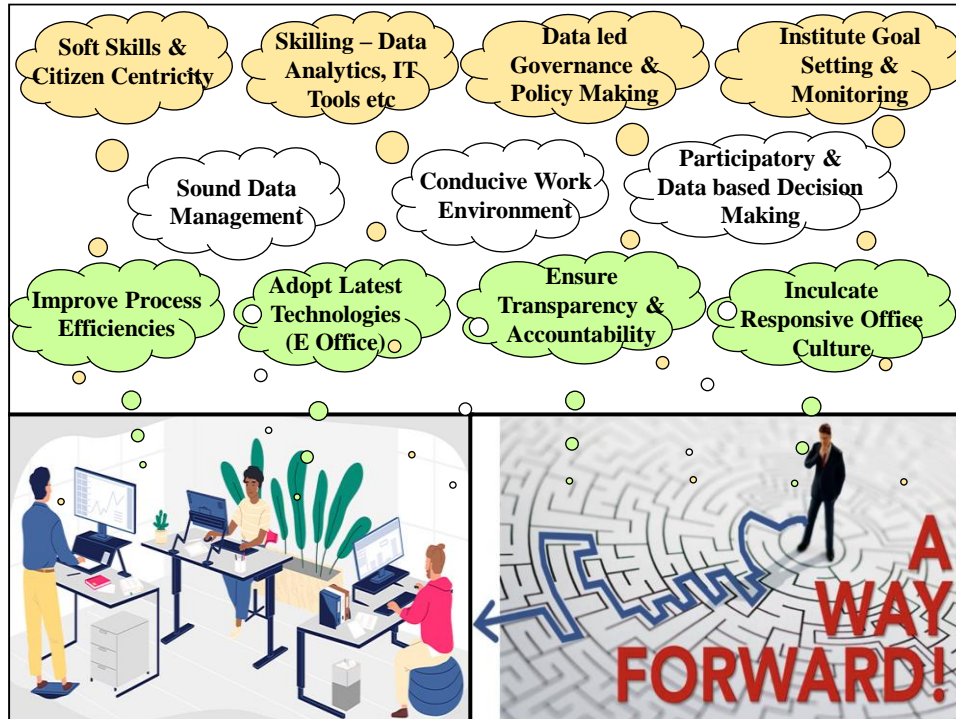 Soft Skills &
Citizen Centricity
Skilling – Data
Analytics, IT
Tools etc
Data led
Governance &
Policy Making
Institute Goal
Setting &
Monitoring
Sound Data
Management
Conducive Work
Environment
Participatory &
Data based Decision
Making
Improve Process
Efficiencies
Adopt Latest
Technologies
(E Office)
Ensure
Transparency &
Accountability
Inculcate
Responsive Office
Culture
A
WAY
FORWARD!